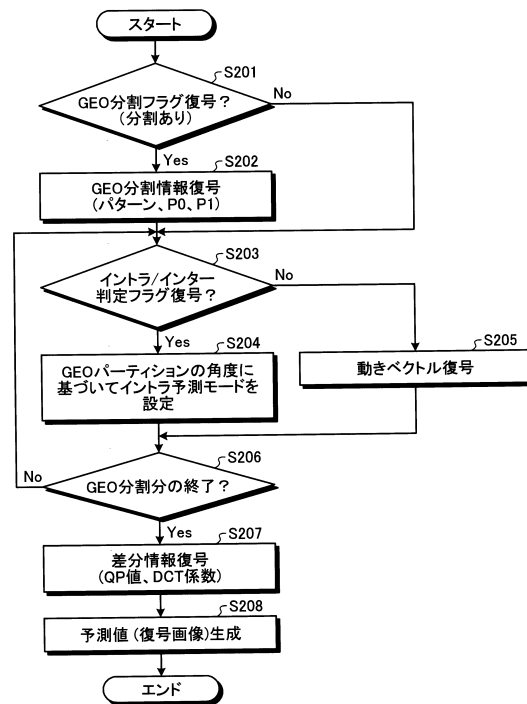 スタート
S201
GEO分割フラグ復号？
(分割あり)
No
Yes
S202
GEO分割情報復号
(パターン、P0、P1)
S203
イントラ/インター
判定フラグ復号？
No
Yes
S204
GEOパーティションの角度に
基づいてイントラ予測モードを
設定
S205
動きベクトル復号
S206
No
GEO分割分の終了？
Yes
S207
差分情報復号
(QP値、DCT係数)
S208
予測値(復号画像)生成
エンド